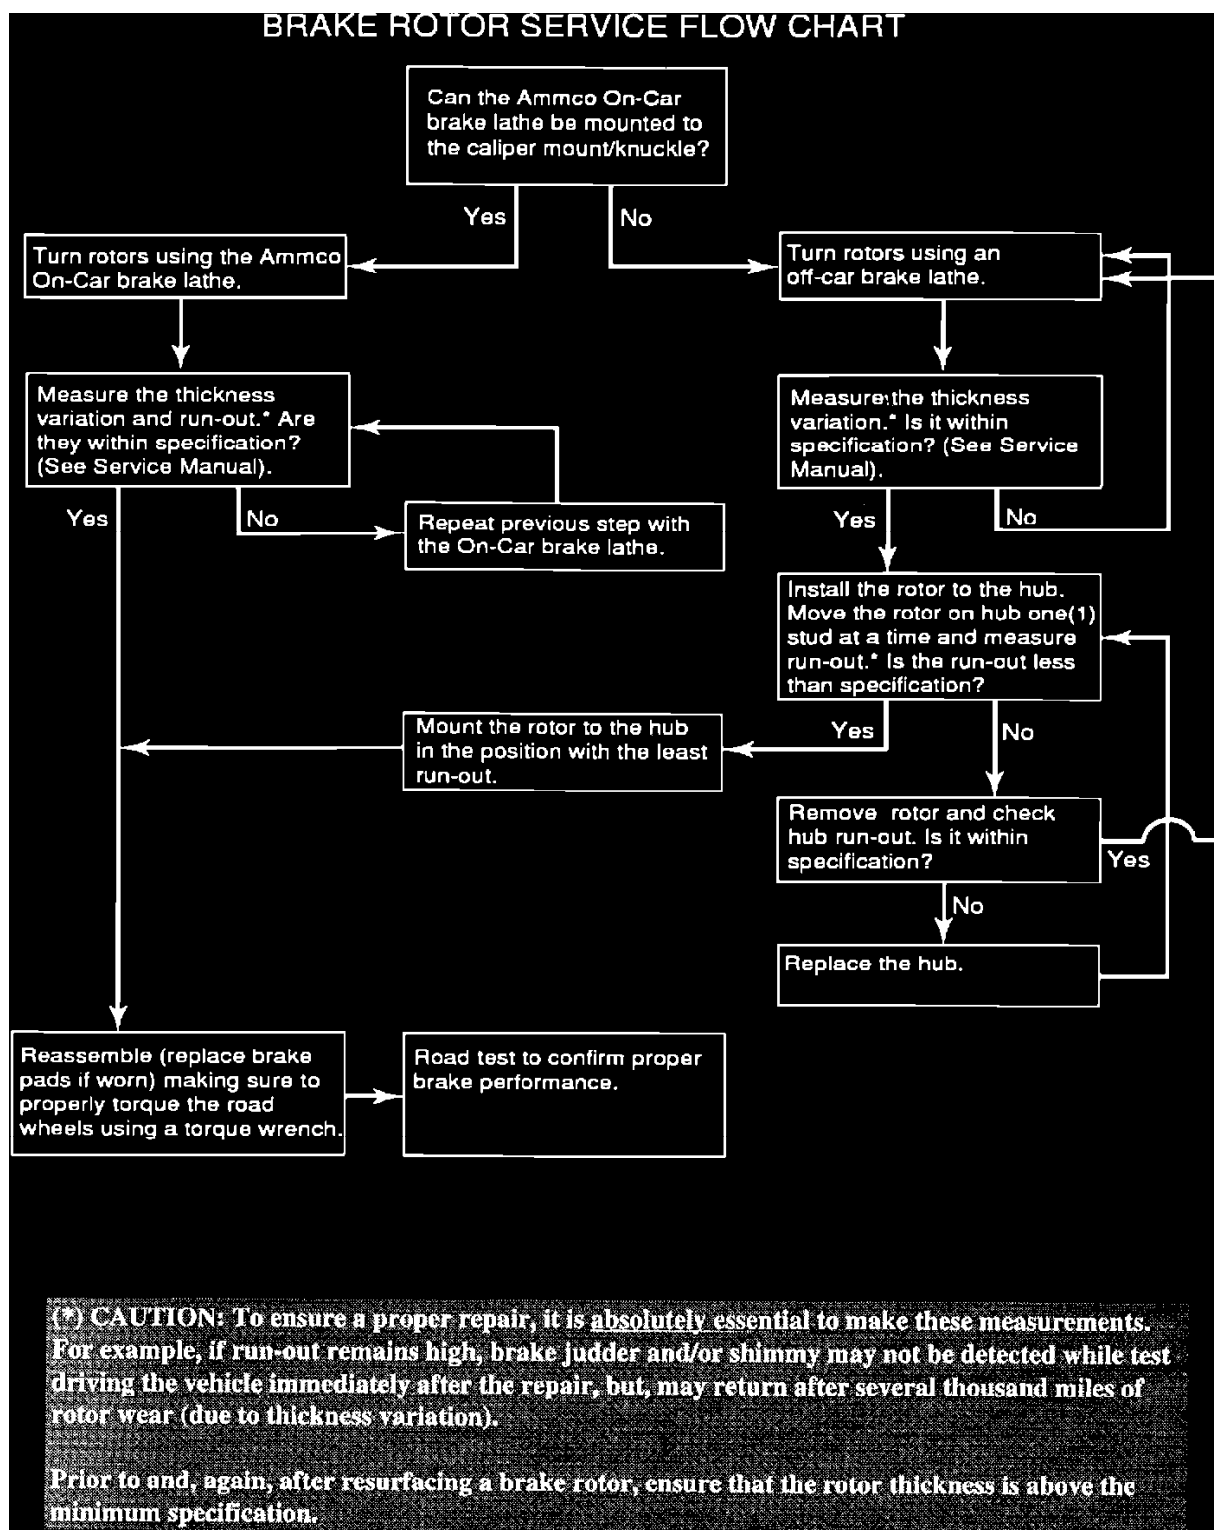 BRAKE ROTOR SERVICE FLOW CHART
Can the Ammco On-Car
brake lathe be mounted to
the caliper mount/knuckle?
Yes
No
Turn rotors using the Ammco
On-Car brake lathe.
Turn rotors using an
off-car brake lathe.
Measure the thickness
variation and run-out.* Are
they within specification?
(See Service Manual).
Measure the thickness
variation.* Is it within
specification? (See Service
Manual).
Yes
No
Repeat previous step with
the On-Car brake lathe.
Yes
No
Install the rotor to the hub.
Move the rotor on hub one(1)
stud at a time and measure
run-out.* Is the run-out less
than specification?
Mount the rotor to the hub
in the position with the least
run-out.
Yes
No
Remove rotor and check
hub run-out. Is it within
specification?
Yes
No
Replace the hub.
Reassemble (replace brake
pads if worn) making sure to
properly torque the road
wheels using a torque wrench.
Road test to confirm proper
brake performance.
(*) CAUTION: To ensure a proper repair, it is absolutely essential to make these measurements.
For example, if run-out remains high, brake judder and/or shimmy may not be detected while test
driving the vehicle immediately after the repair, but, may return after several thousand miles of
rotor wear (due to thickness variation).
Prior to and, again, after resurfacing a brake rotor, ensure that the rotor thickness is above the
minimum specification.